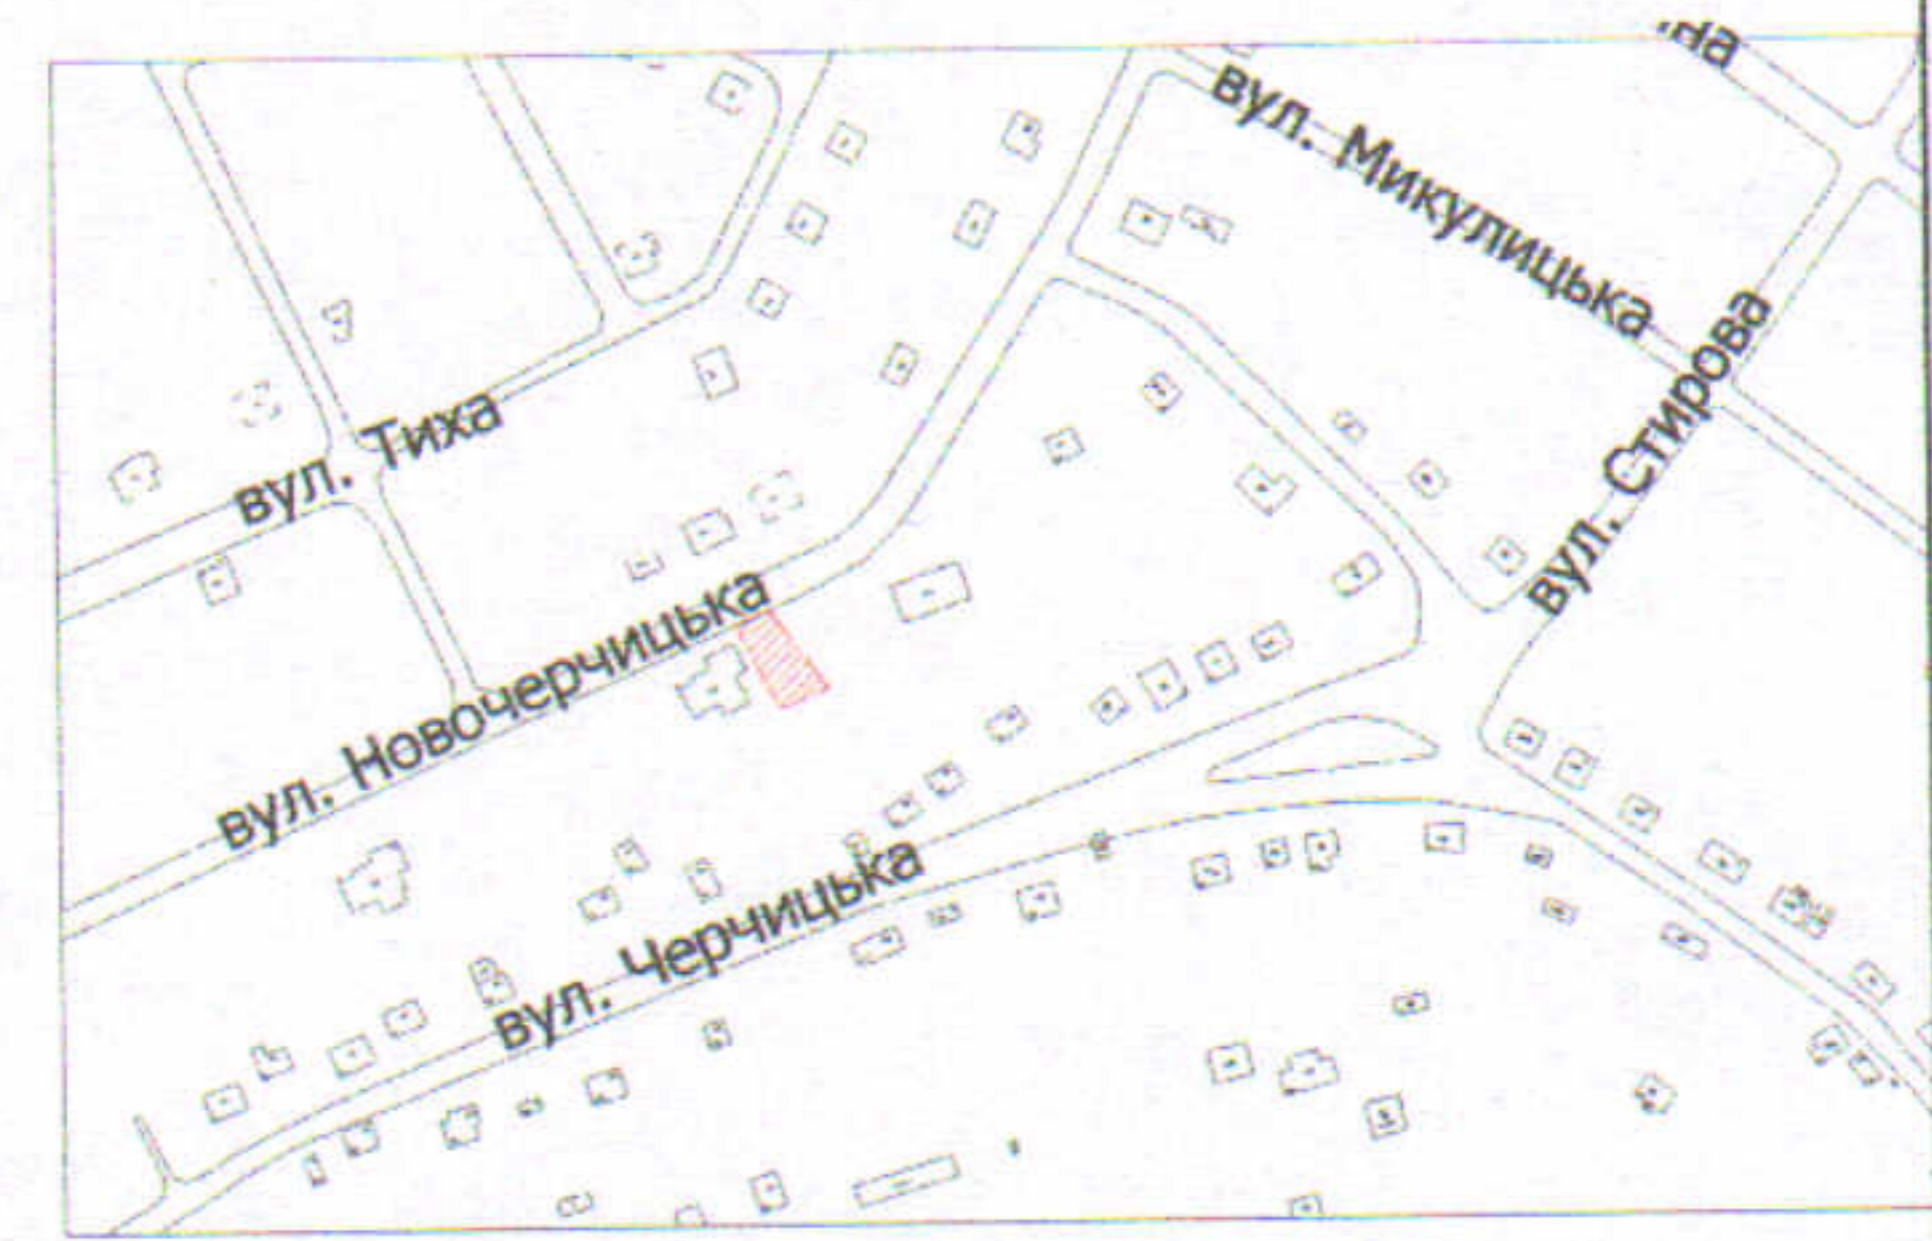 вул. Микулицька
вул. Стирова
вул. Тиха
вул. Новочерчицька
вул. Черчицька